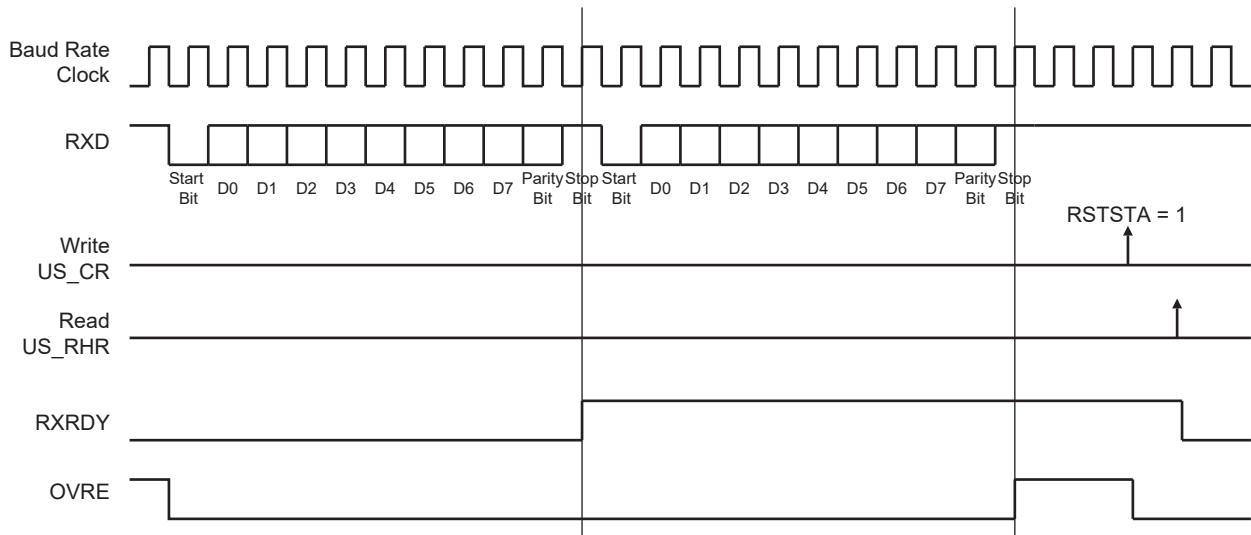 Baud Rate
Clock
RXD
Start
Bit
D0
D1
D2
D3
D4
D5
D6
D7
Parity
Bit
Stop
Bit
Start
Bit
D0
D1
D2
D3
D4
D5
D6
D7
Parity
Bit
Stop
Bit
RSTSTA = 1
Write
US_CR
Read
US_RHR
RXRDY
OVRE